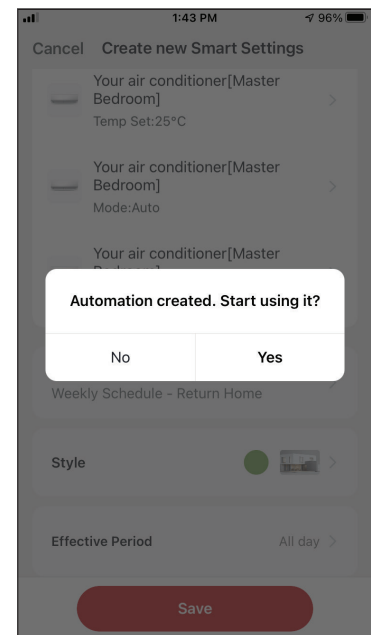 1:43 PM
96%
Cancel Create new Smart Settings
Your air conditioner[Master
Bedroom]
Temp Set:25°C
Your air conditioner[Master
Bedroom]
Mode:Auto
Your air conditioner[Master
Automation created. Start using it?
No Yes
Weekly Schedule - Return Home
Style
Effective Period All day
Save